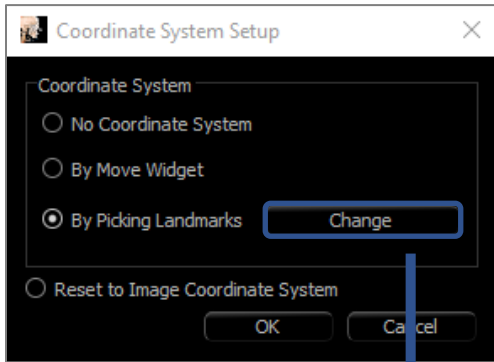 Coordinate System Setup
Coordinate System
No Coordinate System
By Move Widget
By Picking Landmarks Change
Reset to Image Coordinate System
OK Cancel